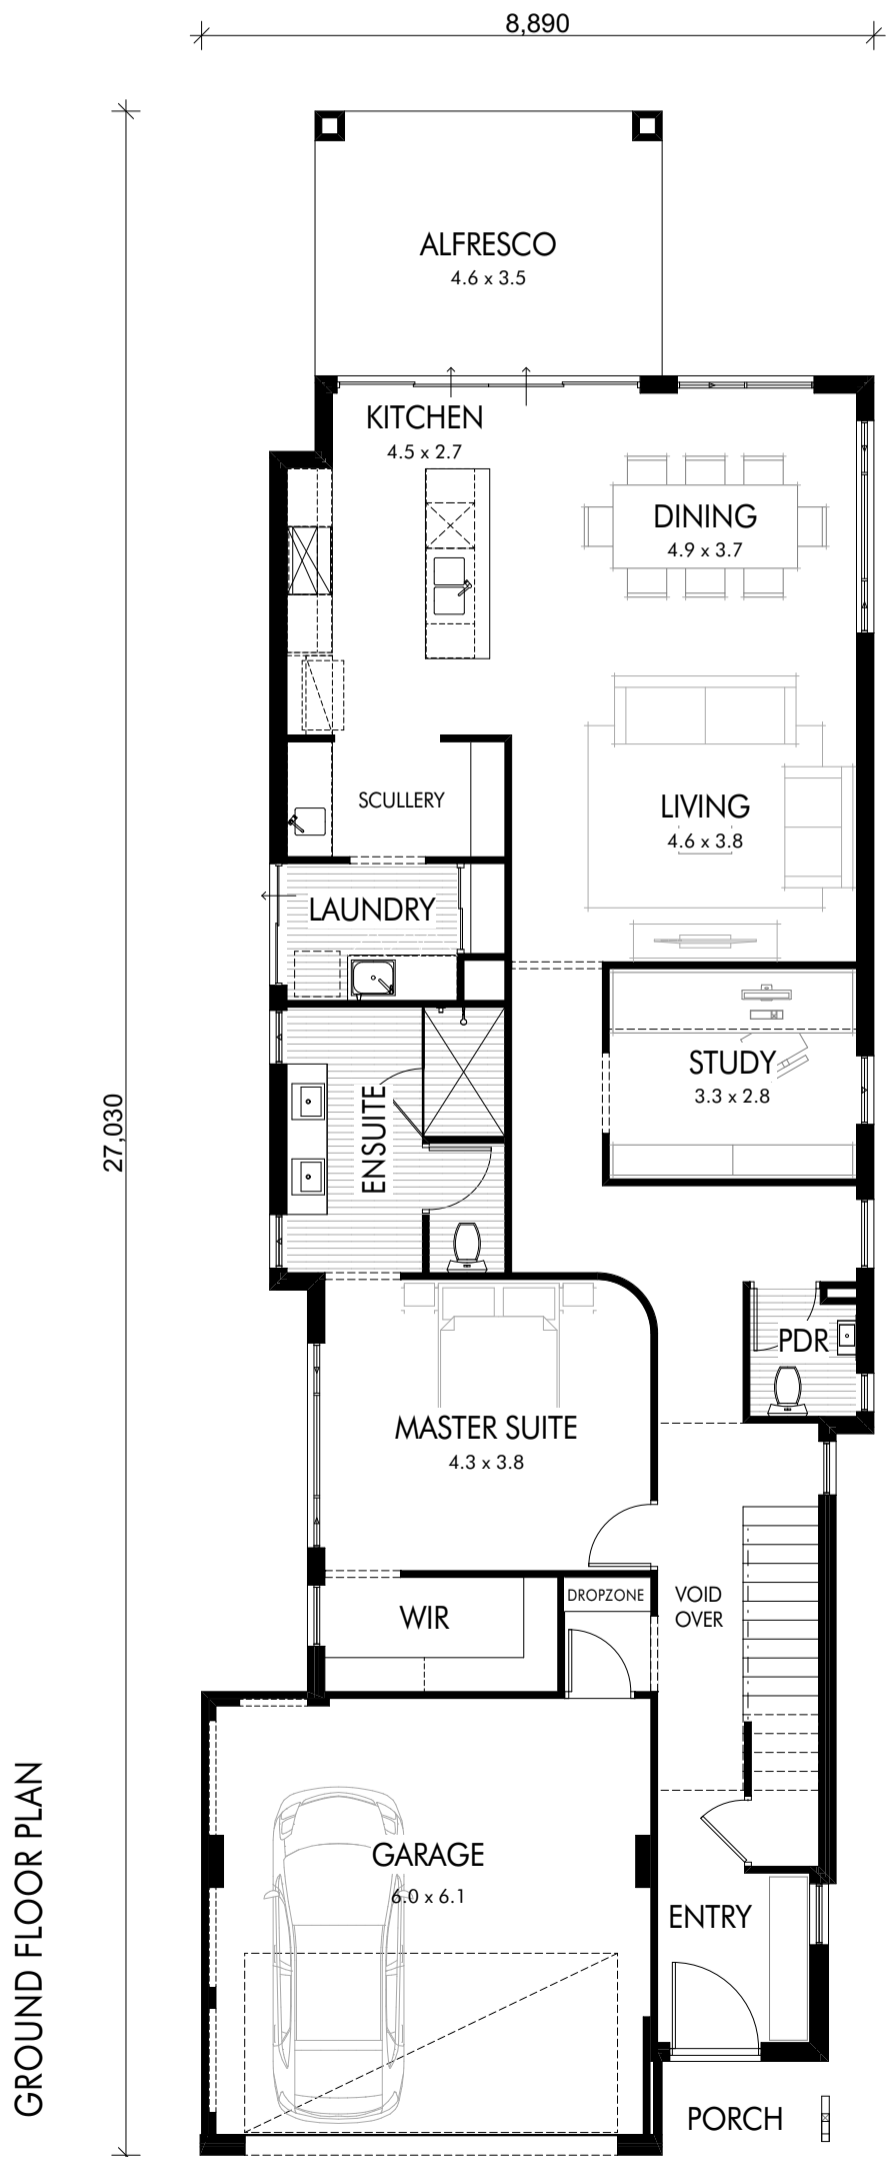 8,890
ALFRESCO
4.6 x 3.5
KITCHEN
4.5 x 2.7
DINING
4.9 x 3.7
SCULLERY
LIVING
4.6 x 3.8
LAUNDRY
STUDY
3.3 x 2.8
ENSUITE
27,030
PDR
MASTER SUITE
4.3 x 3.8
DROPZONE
VOID
OVER
WIR
GARAGE
6.0 x 6.1
ENTRY
PORCH
GROUND FLOOR PLAN